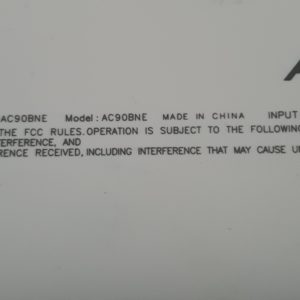 A
AC90BNE Model : AC90BNE MADE IN CHINA INPUT
THE FCC RULES. OPERATION IS SUBJECT TO THE FOLLOWING
TERFERENCE, AND
RENCE RECEIVED, INCLUDING INTERFERENCE THAT MAY CAUSE U